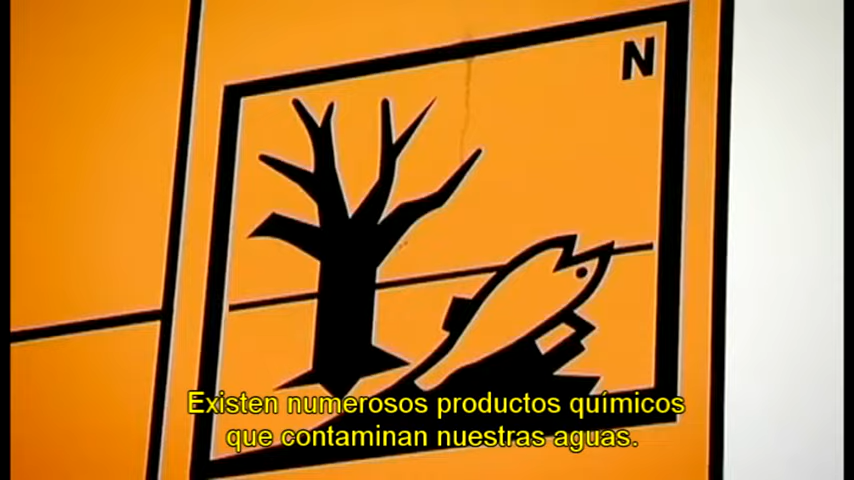 N
Existen numerosos productos químicos
que contaminan nuestras aguas.